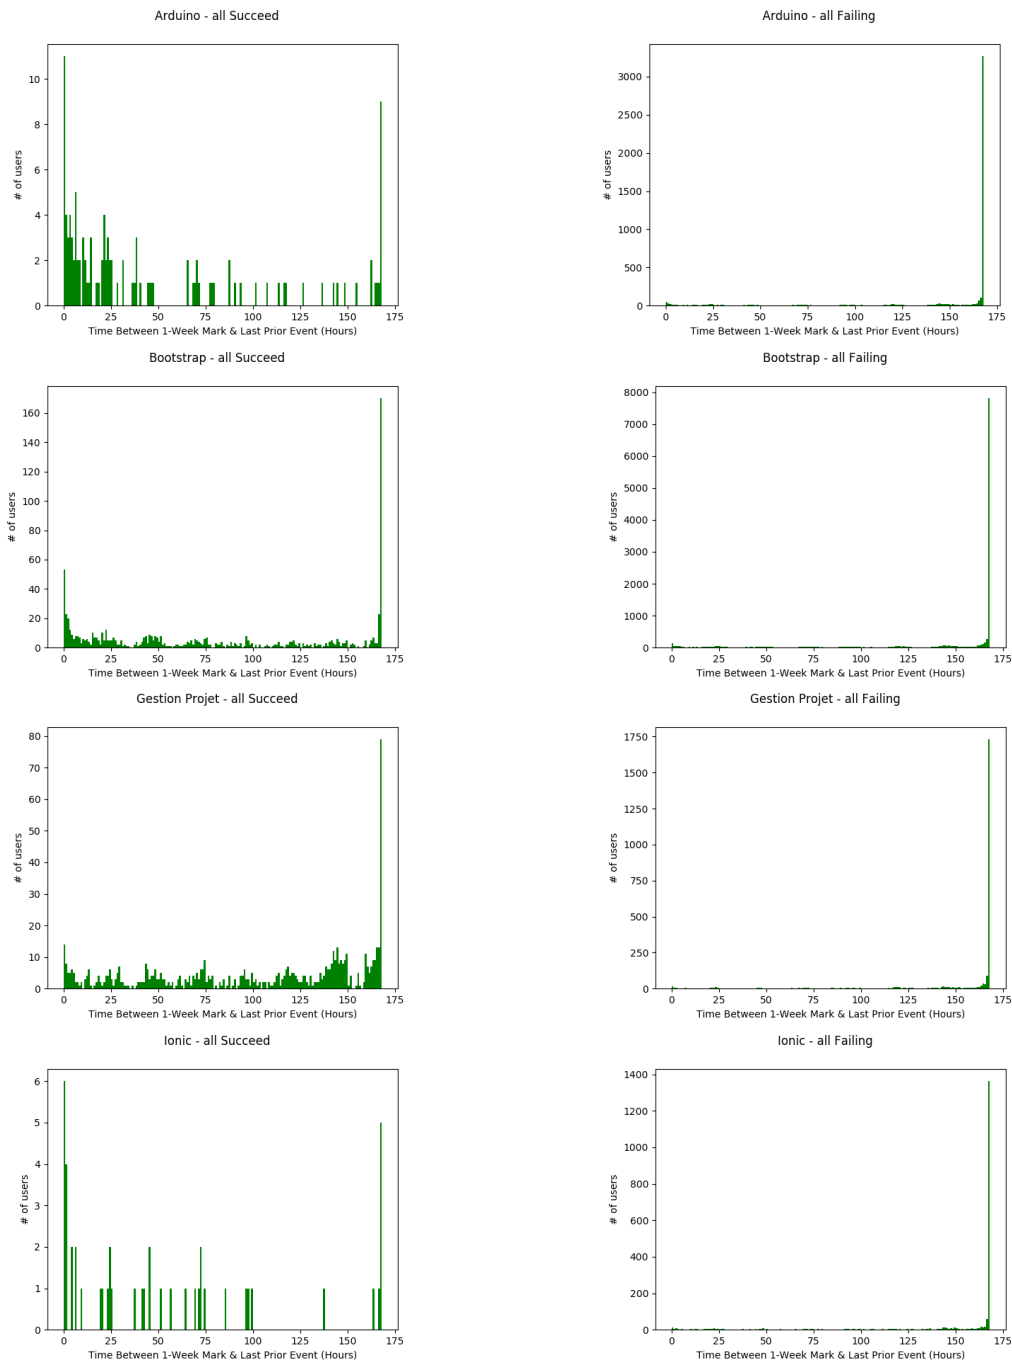 Arduino - all Succeed
# of users
10
8
6
4
2
0
0 25 50 75 100 125 150 175
Time Between 1-Week Mark & Last Prior Event (Hours)
Arduino - all Failing
# of users
3000
2500
2000
1500
1000
500
0
0 25 50 75 100 125 150 175
Time Between 1-Week Mark & Last Prior Event (Hours)
Bootstrap - all Succeed
# of users
160
140
120
100
80
60
40
20
0
0 25 50 75 100 125 150 175
Time Between 1-Week Mark & Last Prior Event (Hours)
Bootstrap - all Failing
# of users
8000
7000
6000
5000
4000
3000
2000
1000
0
0 25 50 75 100 125 150 175
Time Between 1-Week Mark & Last Prior Event (Hours)
Gestion Projet - all Succeed
# of users
80
70
60
50
40
30
20
10
0
0 25 50 75 100 125 150 175
Time Between 1-Week Mark & Last Prior Event (Hours)
Gestion Projet - all Failing
# of users
1750
1500
1250
1000
750
500
250
0
0 25 50 75 100 125 150 175
Time Between 1-Week Mark & Last Prior Event (Hours)
Ionic - all Succeed
# of users
6
5
4
3
2
1
0
0 25 50 75 100 125 150 175
Time Between 1-Week Mark & Last Prior Event (Hours)
Ionic - all Failing
# of users
1400
1200
1000
800
600
400
200
0
0 25 50 75 100 125 150 175
Time Between 1-Week Mark & Last Prior Event (Hours)